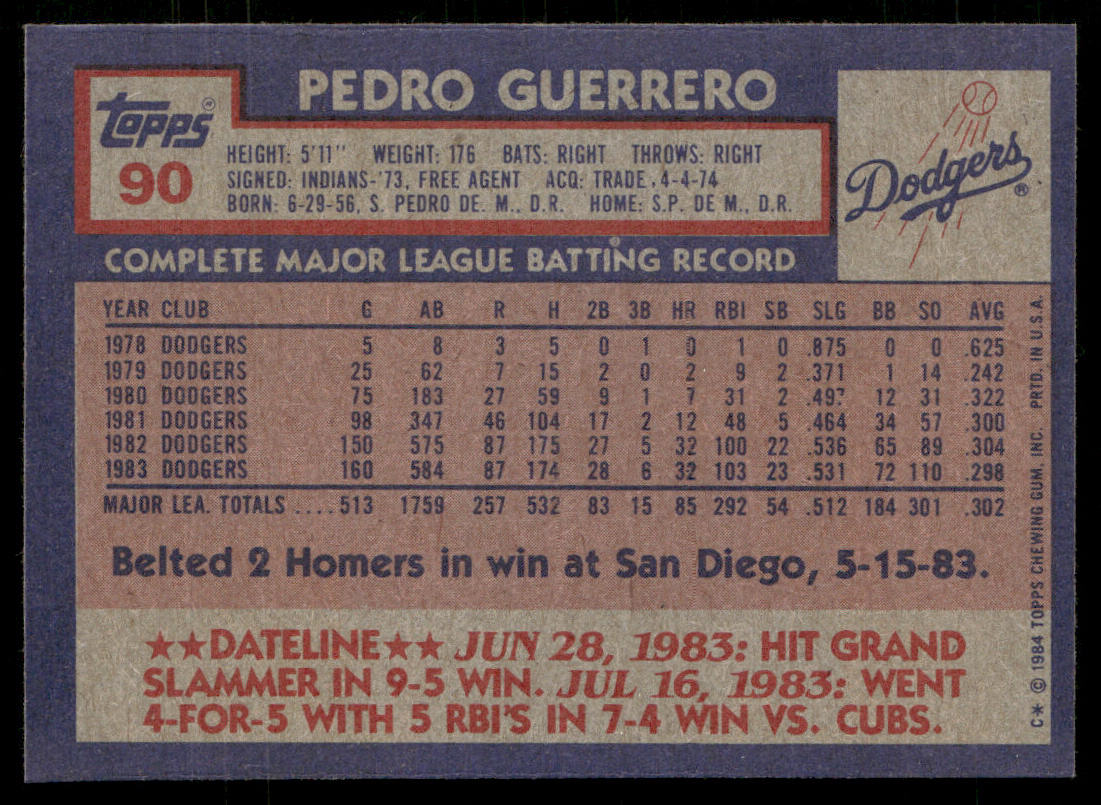 PEDRO GUERRERO
Topps
90
HEIGHT: 5'11" WEIGHT: 176 BATS: RIGHT THROWS: RIGHT
SIGNED: INDIANS-'73, FREE AGENT ACQ: TRADE, 4-4-74
BORN: 6-29-56, S. PEDRO DE. M., D.R. HOME: S.P. DE M., D.R.
Dodgers ®
COMPLETE MAJOR LEAGUE BATTING RECORD
YEAR CLUB G AB R H 2B 3B HR RBI SB SLG BB SO AVG
1978 DODGERS 5 8 3 5 0 1 0 1 0 .875 0 0 .625
1979 DODGERS 25 62 7 15 2 0 2 9 2 .371 1 14 .242
1980 DODGERS 75 183 27 59 9 1 7 31 2 .497 12 31 .322
1981 DODGERS 98 347 46 104 17 2 12 48 5 .464 34 57 .300
1982 DODGERS 150 575 87 175 27 5 32 100 22 .536 65 89 .304
1983 DODGERS 160 584 87 174 28 6 32 103 23 .531 72 110 .298
MAJOR LEA. TOTALS ....513 1759 257 532 83 15 85 292 54 .512 184 301 .302
Belted 2 Homers in win at San Diego, 5-15-83.
★★DATELINE★★ JUN 28, 1983: HIT GRAND
SLAMMER IN 9-5 WIN. JUL 16, 1983: WENT
4-FOR-5 WITH 5 RBI'S IN 7-4 WIN VS. CUBS.
C* © 1984 TOPPS CHEWING GUM, INC. PRTD. IN U.S.A.